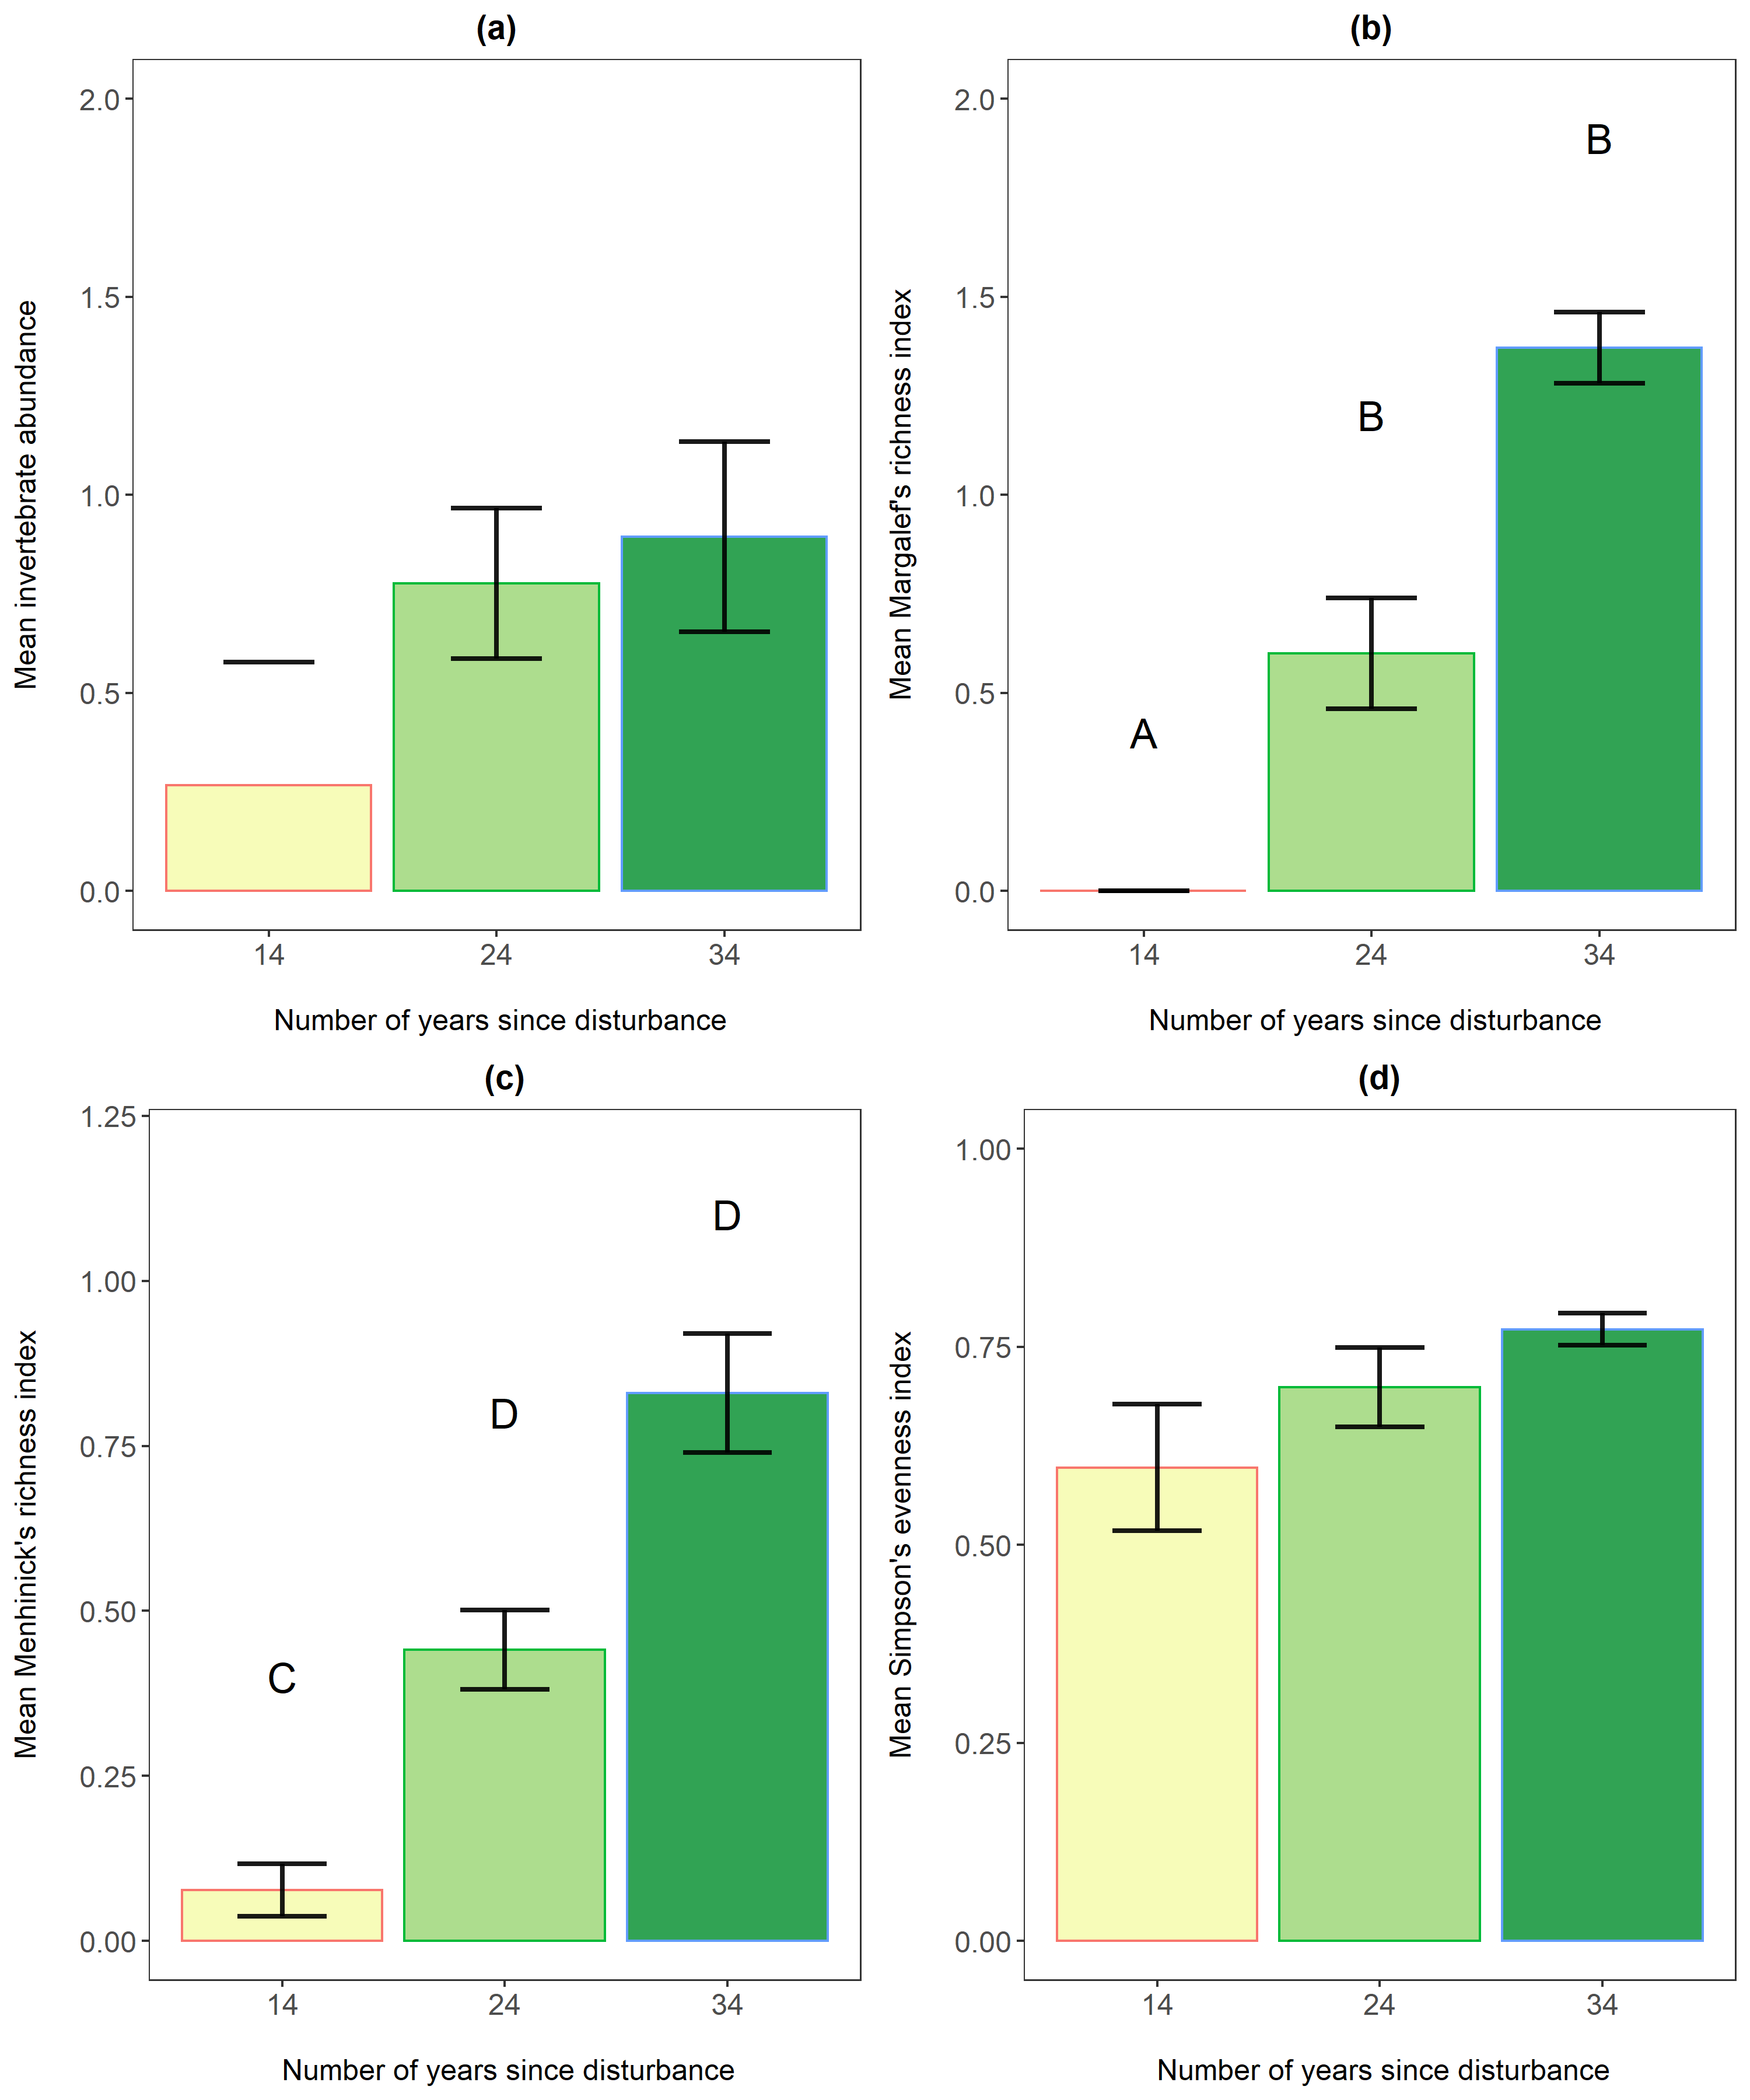 (a)
Mean invertebrate abundance
2.0
1.5
1.0
0.5
0.0
14 24 34
Number of years since disturbance
(b)
Mean Margalef's richness index
2.0
1.5
1.0
0.5
0.0
A
B
B
14 24 34
Number of years since disturbance
(c)
Mean Menhinick's richness index
1.25
1.00
0.75
0.50
0.25
0.00
C
D
D
14 24 34
Number of years since disturbance
(d)
Mean Simpson's evenness index
1.00
0.75
0.50
0.25
0.00
14 24 34
Number of years since disturbance